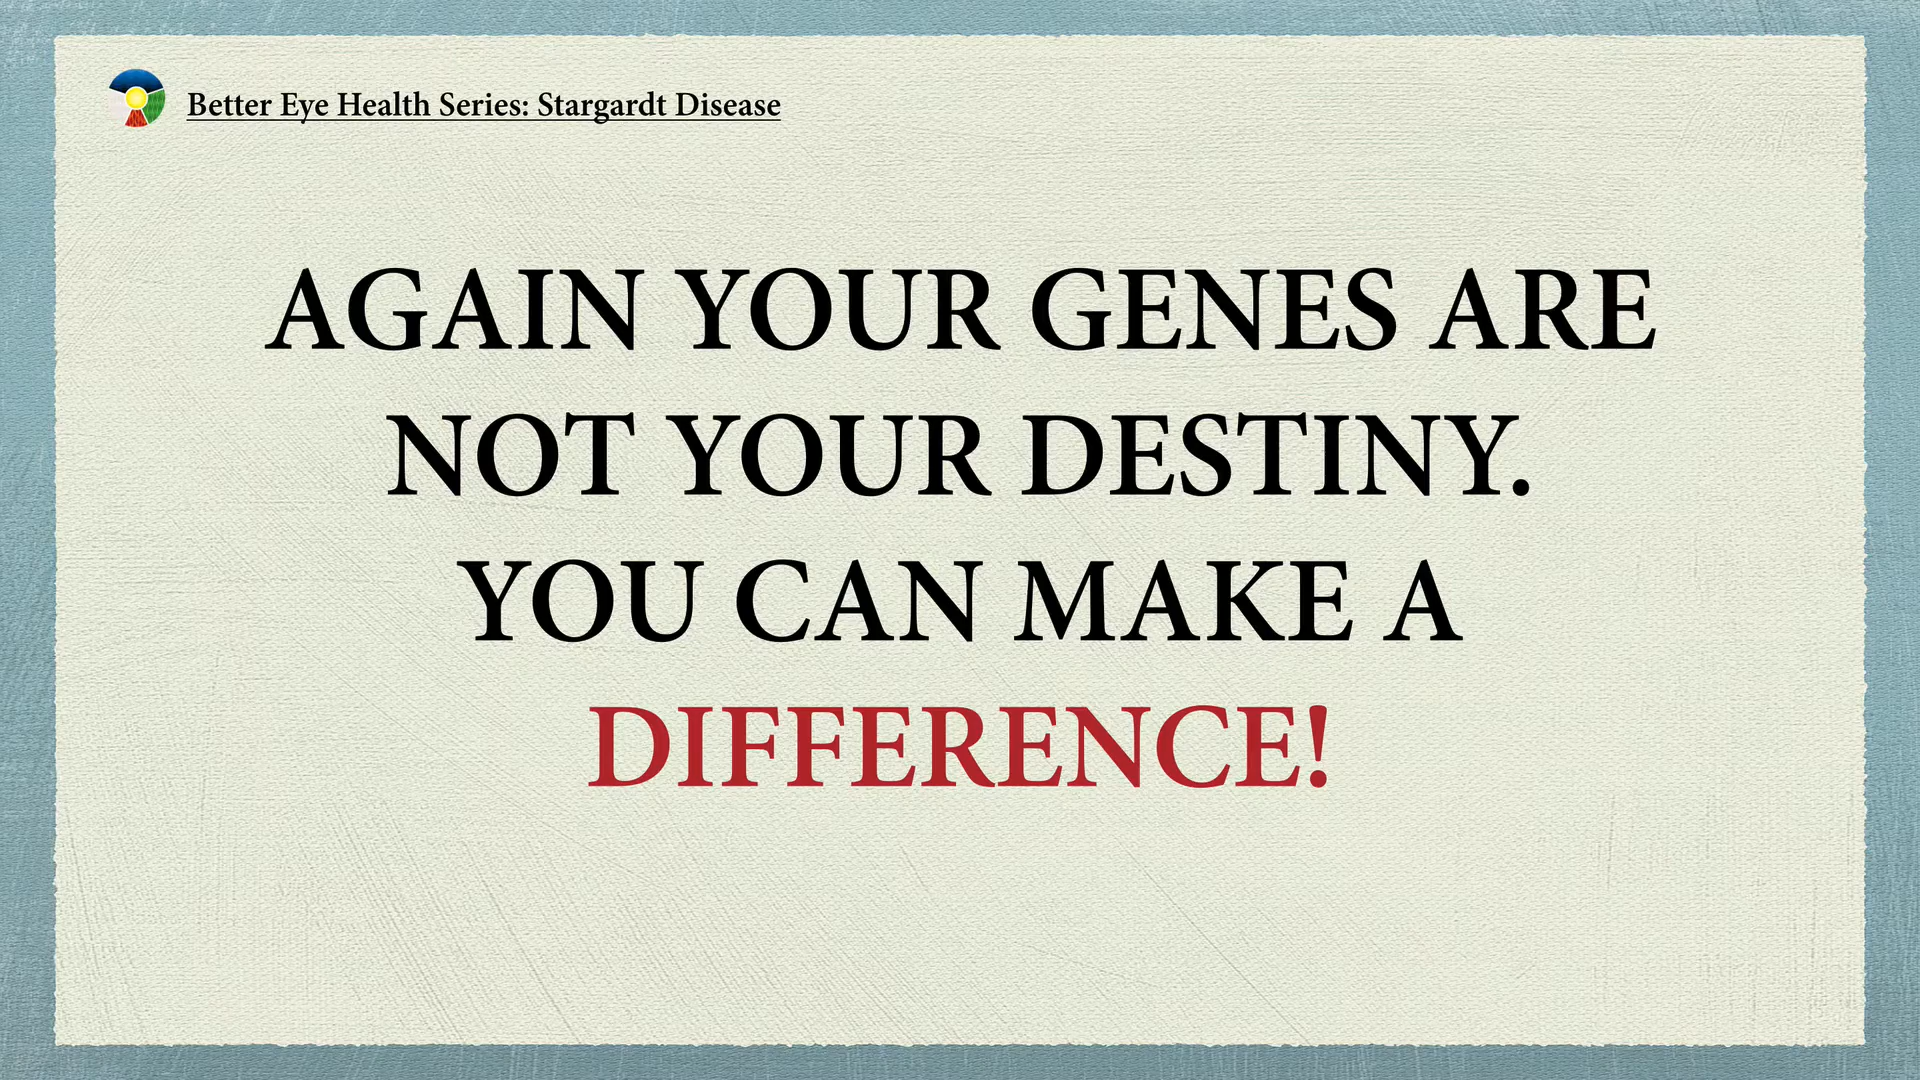 Better Eye Health Series: Stargardt Disease
AGAIN YOUR GENES ARE
NOT YOUR DESTINY.
YOU CAN MAKE A
DIFFERENCE!